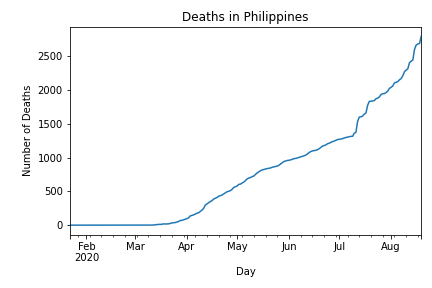 Deaths in Philippines
Number of Deaths
2500
2000
1500
1000
500
0
Feb Mar Apr May Jun Jul Aug
2020
Day